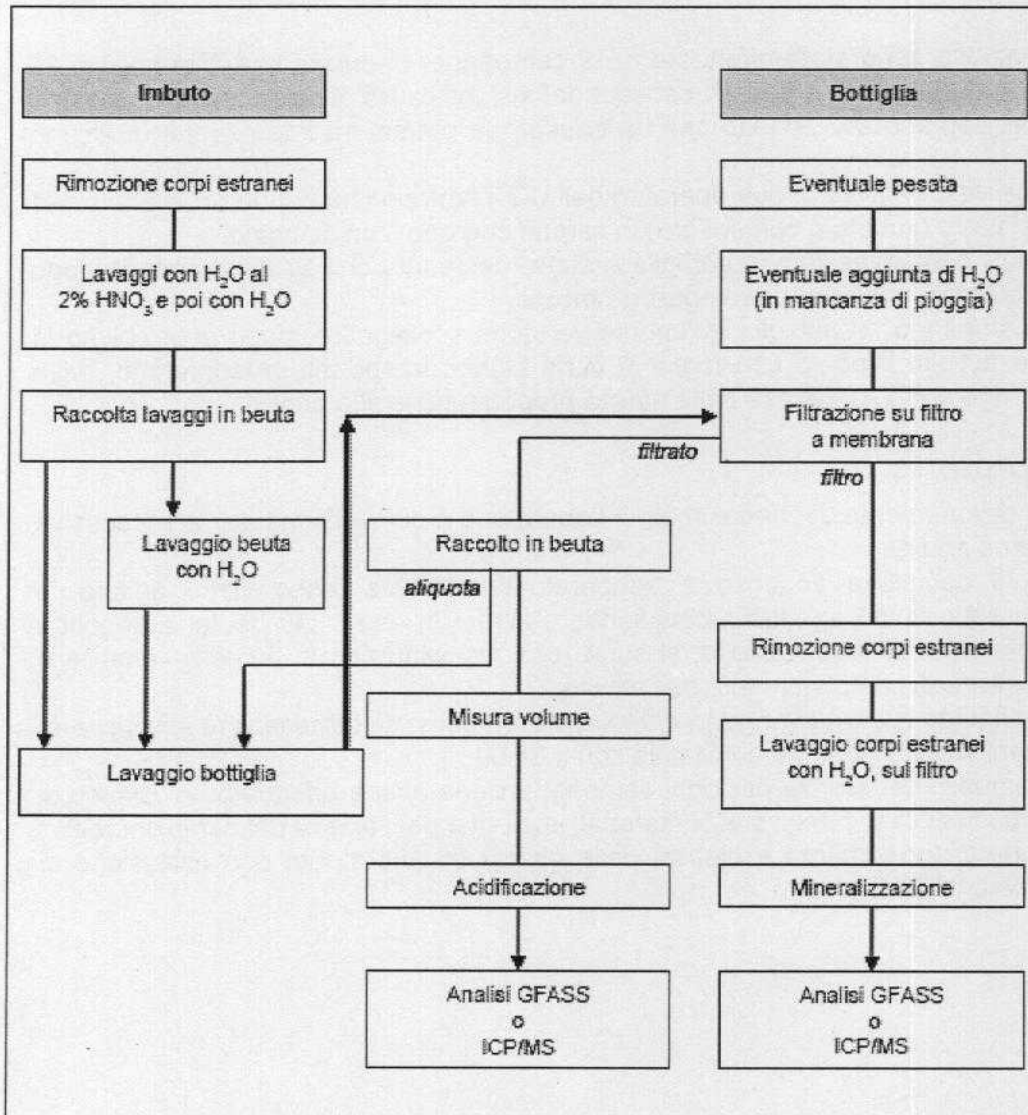 Imbuto
Rimozione corpi estranei
Lavaggi con H₂O al
2% HNO₃ e poi con H₂O
Raccolta lavaggi in beuta
Lavaggio beuta
con H₂O
Lavaggio bottiglia
Bottiglia
Eventuale pesata
Eventuale aggiunta di H₂O
(in mancanza di pioggia)
Filtrazione su filtro
a membrana
filtrato
filtro
Raccolto in beuta
aliquota
Misura volume
Acidificazione
Analisi GFASS
o
ICP/MS
Rimozione corpi estranei
Lavaggio corpi estranei
con H₂O, sul filtro
Mineralizzazione
Analisi GFASS
o
ICP/MS